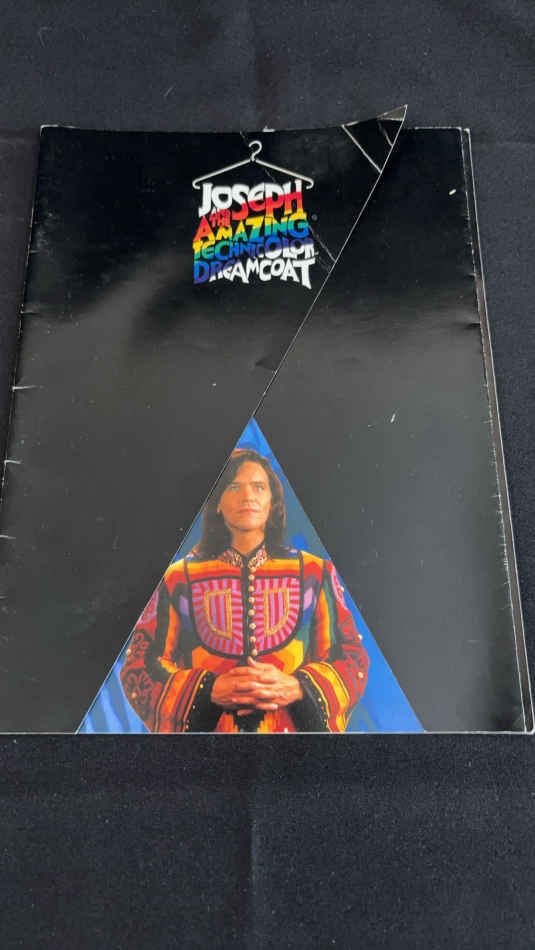 JOSEPH
AND THE
AMAZING
TECHNICOLOR
DREAMCOAT
®